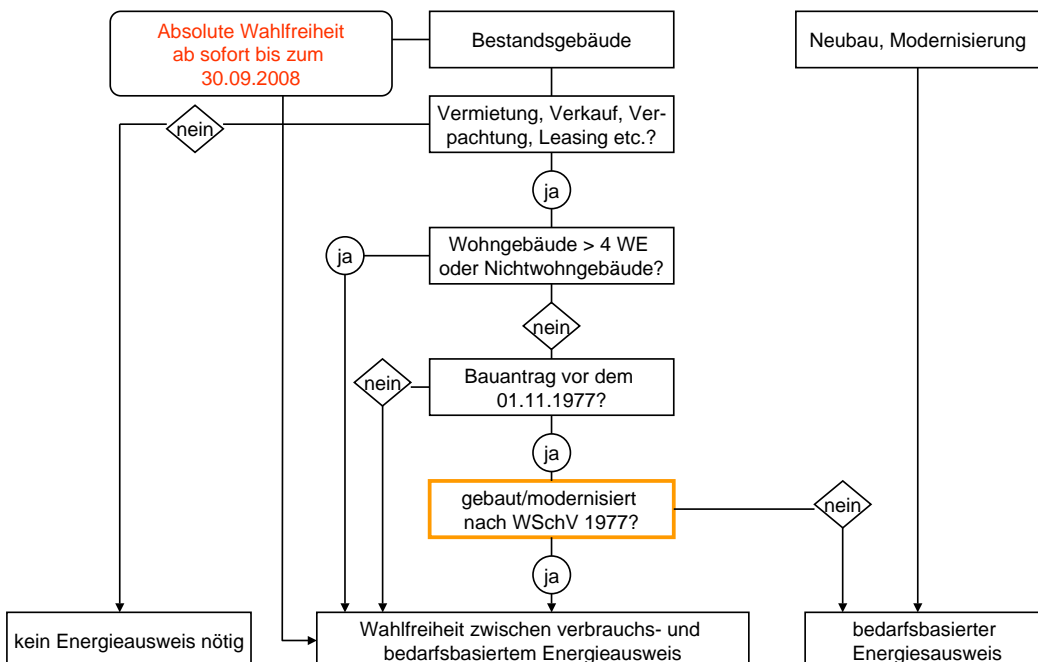 Absolute Wahlfreiheit
ab sofort bis zum
30.09.2008
Bestandsgebäude
Neubau, Modernisierung
Vermietung, Verkauf, Ver-
pachtung, Leasing etc.?
nein
ja
Wohngebäude > 4 WE
oder Nichtwohngebäude?
ja
nein
Bauantrag vor dem
01.11.1977?
nein
ja
gebaut/modernisiert
nach WSchV 1977?
nein
ja
kein Energieausweis nötig
Wahlfreiheit zwischen verbrauchs- und
bedarfsbasiertem Energieausweis
bedarfsbasierter
Energiesausweis